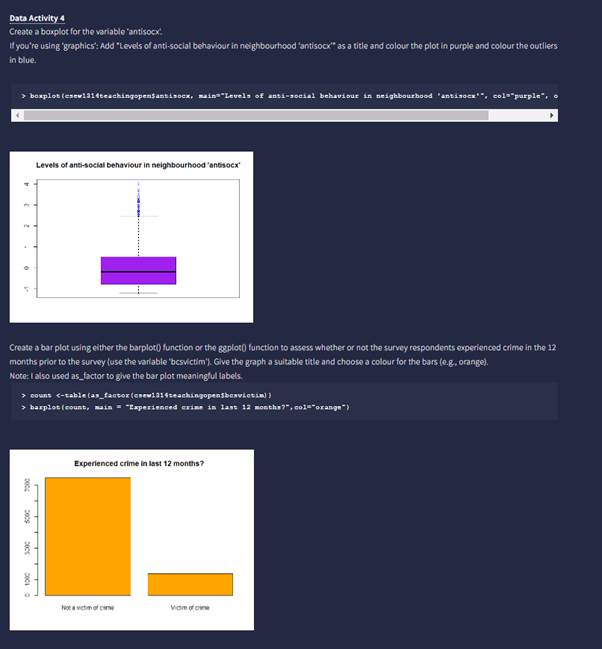 Data Activity 4
Create a boxplot for the variable 'antisocx'.
If you're using 'graphics': Add "Levels of anti-social behaviour in neighbourhood 'antisocx'" as a title and colour the plot in purple and colour the outliers
in blue.
> boxplot(csew1314teachingopen$antisocx, main="Levels of anti-social behaviour in neighbourhood 'antisocx'", col="purple", o
Levels of anti-social behaviour in neighbourhood 'antisocx'
4
3
2
1
0
-1
Create a bar plot using either the barplot() function or the ggplot() function to assess whether or not the survey respondents experienced crime in the 12
months prior to the survey (use the variable 'bcsvictim'). Give the graph a suitable title and choose a colour for the bars (e.g., orange).
Note: I also used as_factor to give the bar plot meaningful labels.
> count <-table(as_factor(csew1314teachingopen$bcsvictim))
> barplot(count, main = "Experienced crime in last 12 months?",col="orange")
Experienced crime in last 12 months?
7000
5000
3000
1000
0
Not a victim of crime
Victim of crime